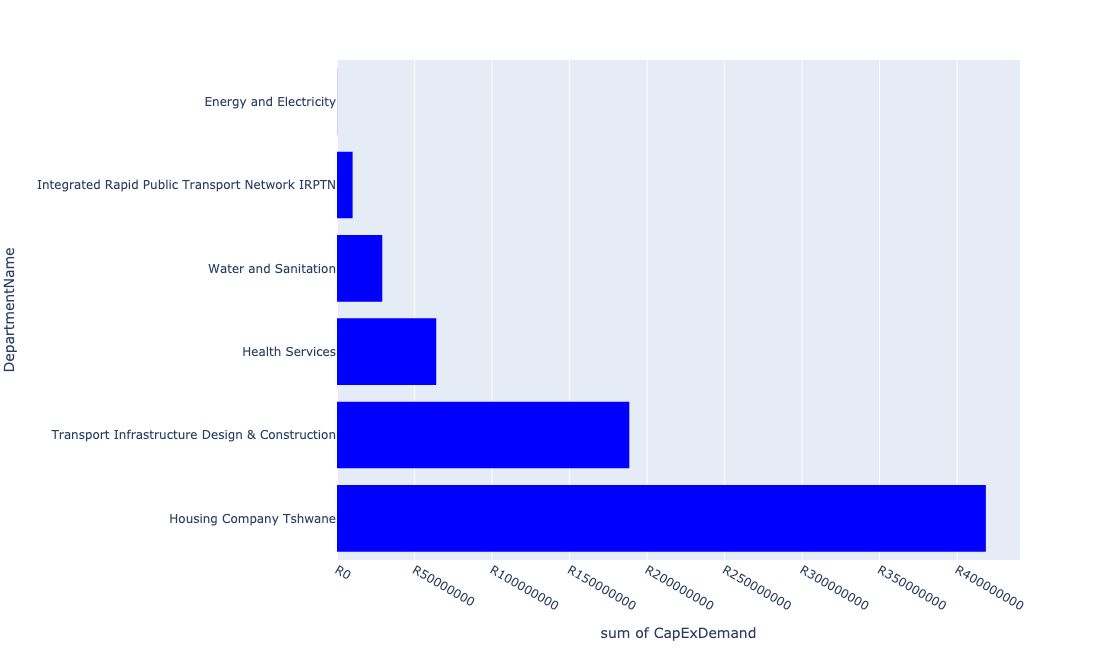 Energy and Electricity
Integrated Rapid Public Transport Network IRPTN
Water and Sanitation
Health Services
Transport Infrastructure Design & Construction
Housing Company Tshwane
DepartmentName
R0
R50000000
R100000000
R150000000
R200000000
R250000000
R300000000
R350000000
R400000000
sum of CapExDemand